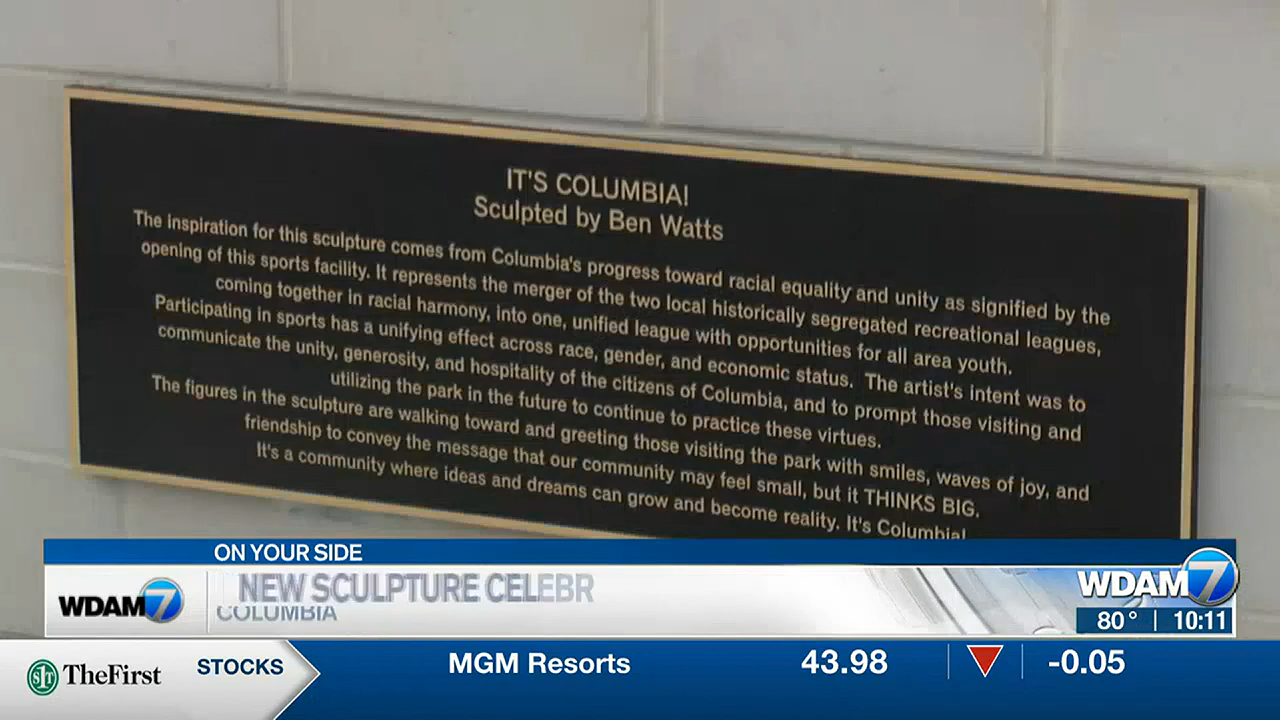 IT'S COLUMBIA!
Sculpted by Ben Watts
The inspiration for this sculpture comes from Columbia's progress toward racial equality and unity as signified by the
opening of this sports facility. It represents the merger of the two local historically segregated recreational leagues,
coming together in racial harmony, into one, unified league with opportunities for all area youth.
Participating in sports has a unifying effect across race, gender, and economic status. The artist's intent was to
communicate the unity, generosity, and hospitality of the citizens of Columbia, and to prompt those visiting and
utilizing the park in the future to continue to practice these virtues.
The figures in the sculpture are walking toward and greeting those visiting the park with smiles, waves of joy, and
friendship to convey the message that our community may feel small, but it THINKS BIG.
It's a community where ideas and dreams can grow and become reality. It's Columbia!
ON YOUR SIDE
WDAM 7
NEW SCULPTURE CELEBR
COLUMBIA
WDAM 7
80° | 10:11
S1T TheFirst
STOCKS
MGM Resorts 43.98 -0.05